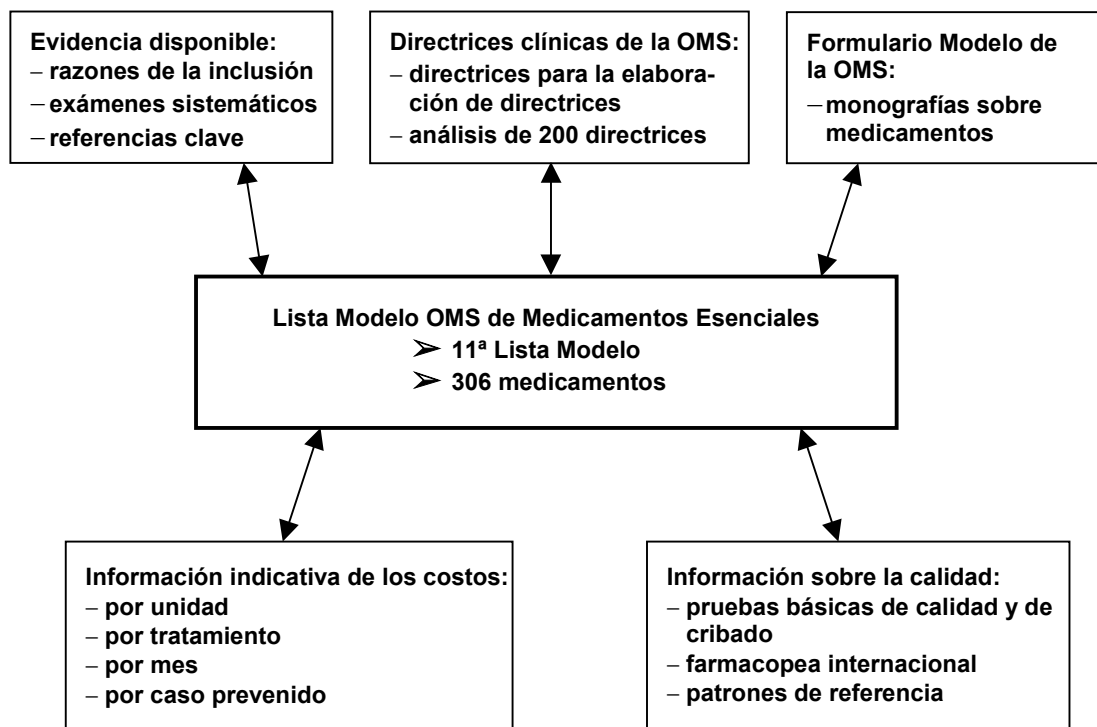 Evidencia disponible:
– razones de la inclusión
– exámenes sistemáticos
– referencias clave
Directrices clínicas de la OMS:
– directrices para la elabora-
ción de directrices
– análisis de 200 directrices
Formulario Modelo de
la OMS:
– monografías sobre
medicamentos
Lista Modelo OMS de Medicamentos Esenciales
➢ 11ª Lista Modelo
➢ 306 medicamentos
Información indicativa de los costos:
– por unidad
– por tratamiento
– por mes
– por caso prevenido
Información sobre la calidad:
– pruebas básicas de calidad y de
cribado
– farmacopea internacional
– patrones de referencia